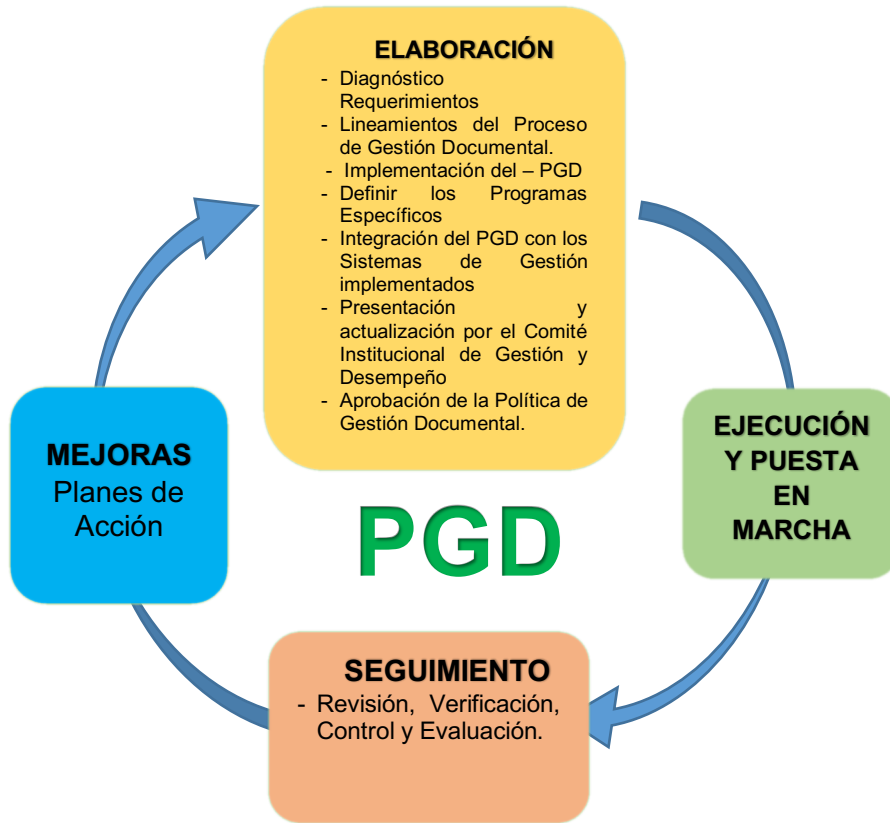 ELABORACIÓN
- Diagnóstico
Requerimientos
- Lineamientos del Proceso
de Gestión Documental.
- Implementación del – PGD
- Definir los Programas
Específicos
- Integración del PGD con los
Sistemas de Gestión
implementados
- Presentación y
actualización por el Comité
Institucional de Gestión y
Desempeño
- Aprobación de la Política de
Gestión Documental.
EJECUCIÓN
Y PUESTA
EN
MARCHA
MEJORAS
Planes de
Acción
PGD
SEGUIMIENTO
- Revisión, Verificación,
Control y Evaluación.